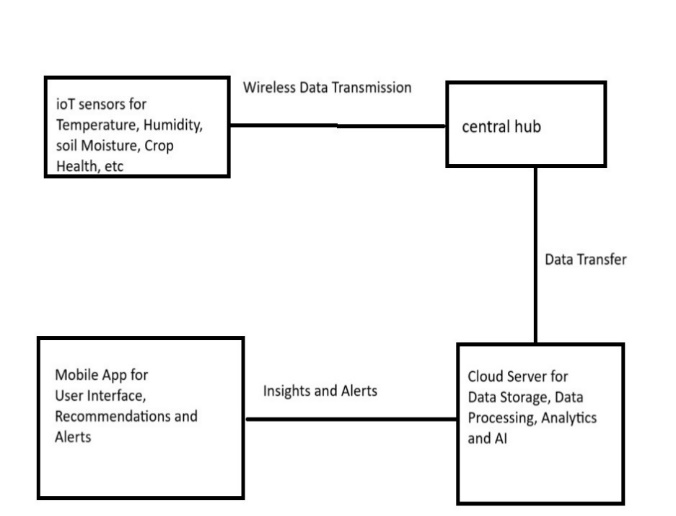 Wireless Data Transmission
ioT sensors for
Temperature, Humidity,
soil Moisture, Crop
Health, etc
central hub
Data Transfer
Mobile App for
User Interface,
Recommendations and
Alerts
Insights and Alerts
Cloud Server for
Data Storage, Data
Processing, Analytics
and AI